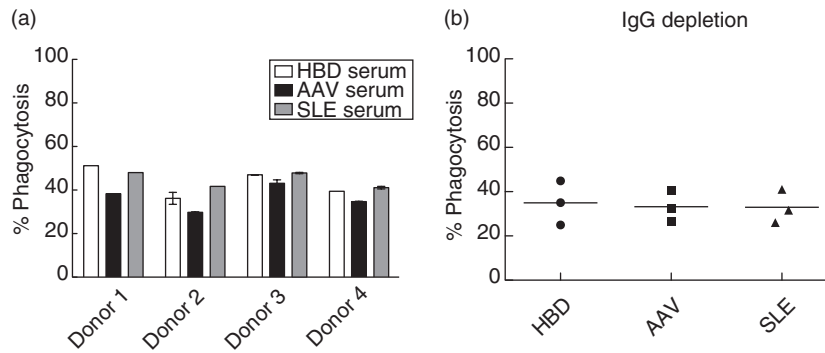 (a)
100
80
60
40
20
0
% Phagocytosis
HBD serum
AAV serum
SLE serum
Donor 1
Donor 2
Donor 3
Donor 4
(b)
IgG depletion
100
80
60
40
20
0
% Phagocytosis
HBD
AAV
SLE